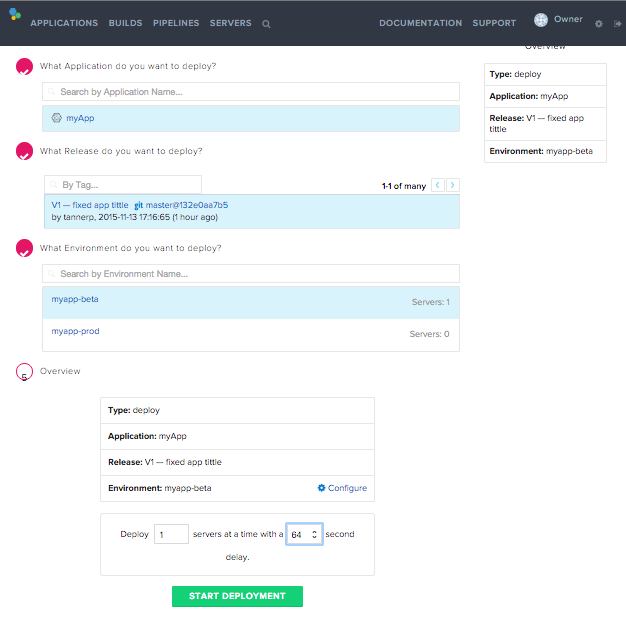 APPLICATIONS BUILDS PIPELINES SERVERS DOCUMENTATION SUPPORT Owner
Overview
What Application do you want to deploy?
Search by Application Name...
myApp
What Release do you want to deploy?
By Tag...
1-1 of many
V1 — fixed app tittle git master@132e0aa7b5
by tannerp, 2015-11-13 17:16:65 (1 hour ago)
What Environment do you want to deploy?
Search by Environment Name...
myapp-beta Servers: 1
myapp-prod Servers: 0
5 Overview
Type: deploy
Application: myApp
Release: V1 — fixed app tittle
Environment: myapp-beta Configure
Deploy 1 servers at a time with a 64 second
delay.
START DEPLOYMENT
Type: deploy
Application: myApp
Release: V1 — fixed app
tittle
Environment: myapp-beta